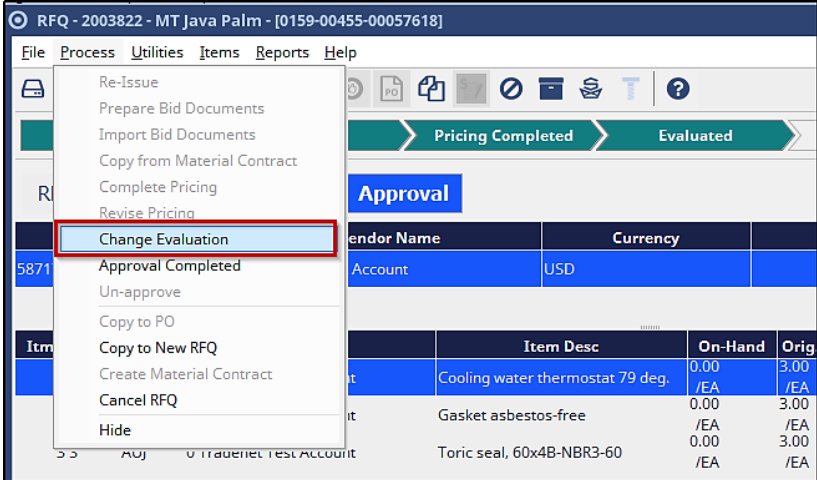 RFQ - 2003822 - MT Java Palm - [0159-00455-00057618]
File Process Utilities Items Reports Help
Re-Issue
Prepare Bid Documents
Import Bid Documents
Copy from Material Contract
Complete Pricing
Revise Pricing
Change Evaluation
Approval Completed
Un-approve
Copy to PO
Copy to New RFQ
Create Material Contract
Cancel RFQ
Hide
PO
Pricing Completed Evaluated
Approval
Vendor Name Currency
5871 Account USD
Itm Item Desc On-Hand Orig.
Cooling water thermostat 79 deg. 0.00 /EA 3.00 /EA
Gasket asbestos-free 0.00 /EA 3.00 /EA
3 3 AUJ 0 Tradenet Test Account Toric seal, 60x4B-NBR3-60 0.00 /EA 3.00 /EA